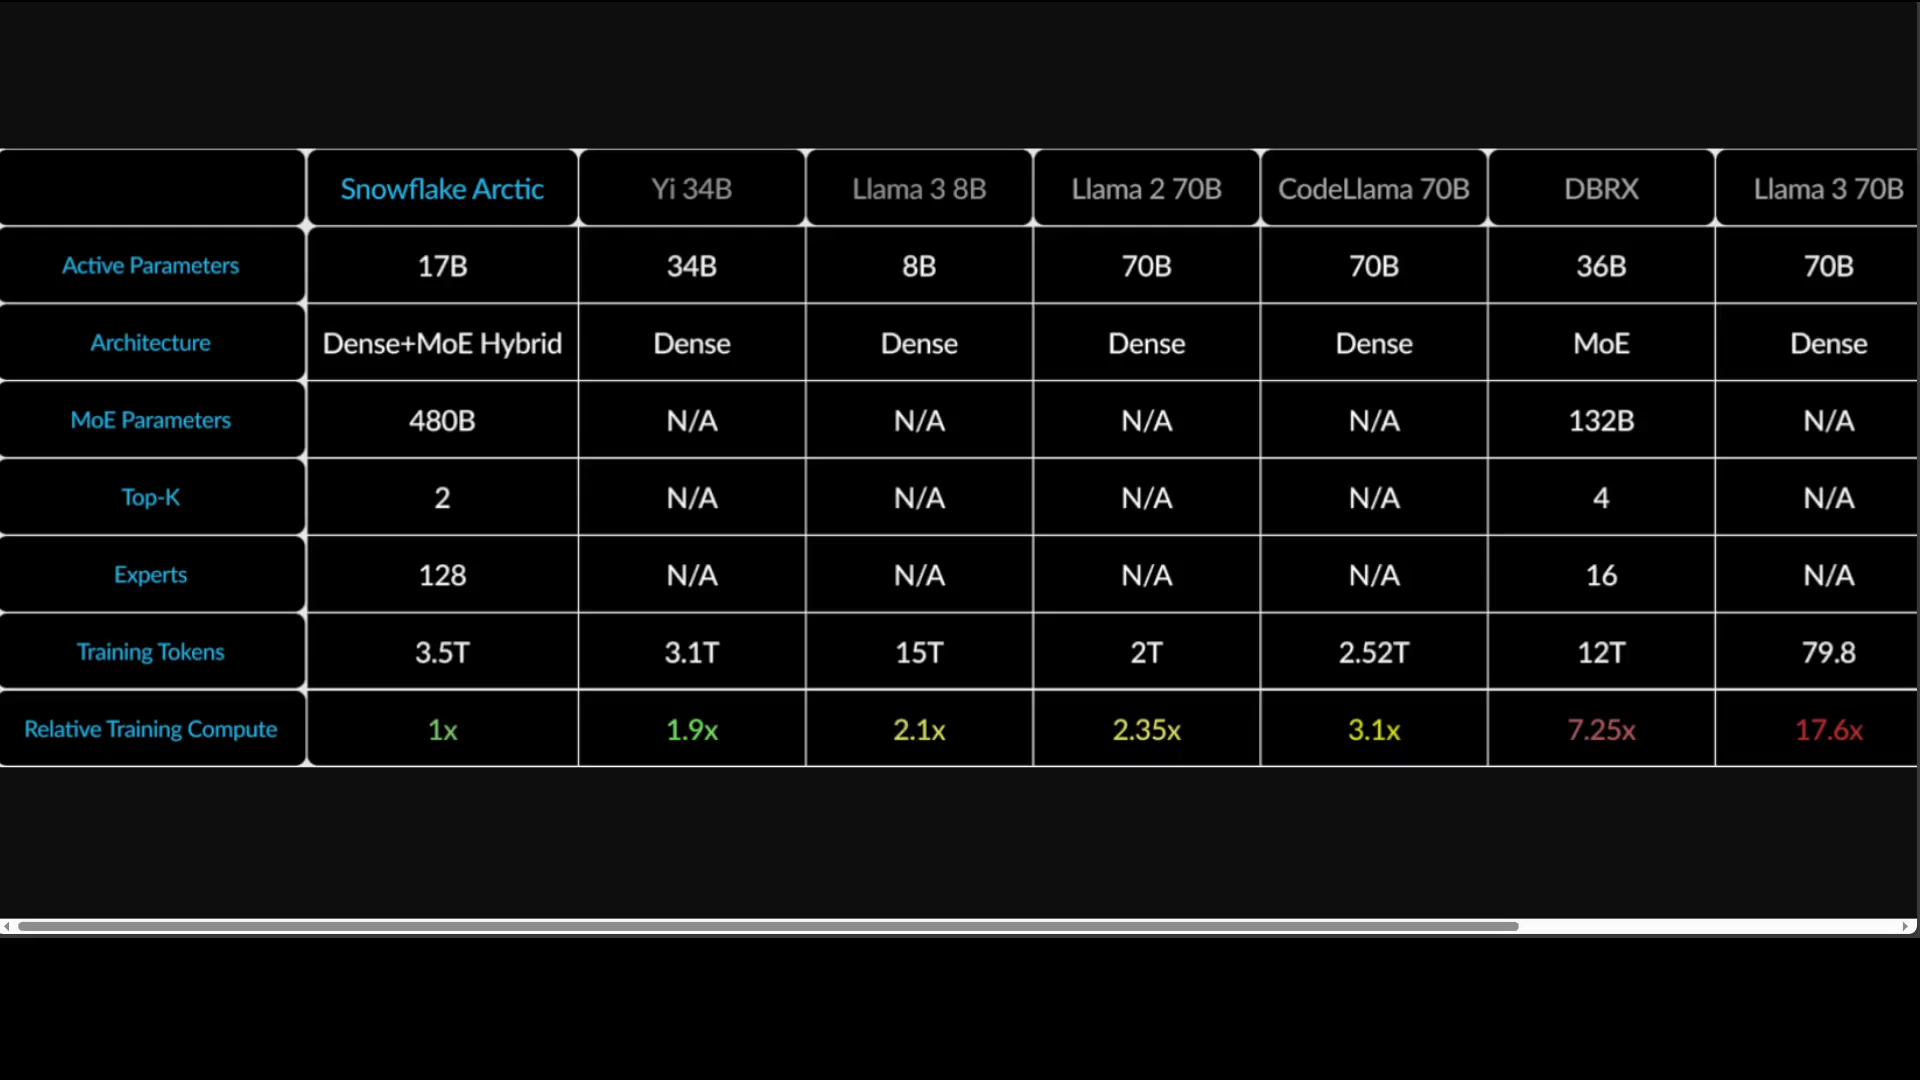 Snowflake Arctic Yi 34B Llama 3 8B Llama 2 70B CodeLlama 70B DBRX Llama 3 70B
Active Parameters 17B 34B 8B 70B 70B 36B 70B
Architecture Dense+MoE Hybrid Dense Dense Dense Dense MoE Dense
MoE Parameters 480B N/A N/A N/A N/A 132B N/A
Top-K 2 N/A N/A N/A N/A 4 N/A
Experts 128 N/A N/A N/A N/A 16 N/A
Training Tokens 3.5T 3.1T 15T 2T 2.52T 12T 79.8
Relative Training Compute 1x 1.9x 2.1x 2.35x 3.1x 7.25x 17.6x